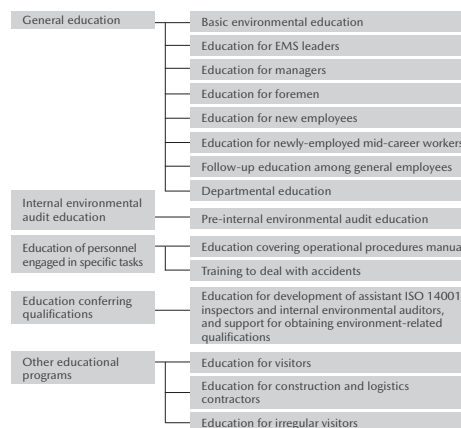 General education
Basic environmental education
Education for EMS leaders
Education for managers
Education for foremen
Education for new employees
Education for newly-employed mid-career workers
Follow-up education among general employees
Departmental education
Internal environmental
audit education
Pre-internal environmental audit education
Education of personnel
engaged in specific tasks
Education covering operational procedures manua
Training to deal with accidents
Education conferring
qualifications
Education for development of assistant ISO 14001
inspectors and internal environmental auditors,
and support for obtaining environment-related
qualifications
Other educational
programs
Education for visitors
Education for construction and logistics
contractors
Education for irregular visitors